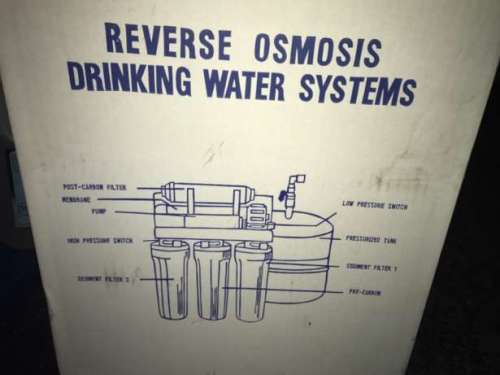 REVERSE OSMOSIS
DRINKING WATER SYSTEMS
POST-CARBON FILTER
MEMBRANE
PUMP
HIGH PRESSURE SWITCH
SEDIMENT FILTER
LOW PRESSURE SWITCH
PRESSURIZED TANK
SEDIMENT FILTER 1
PRE-CARBON